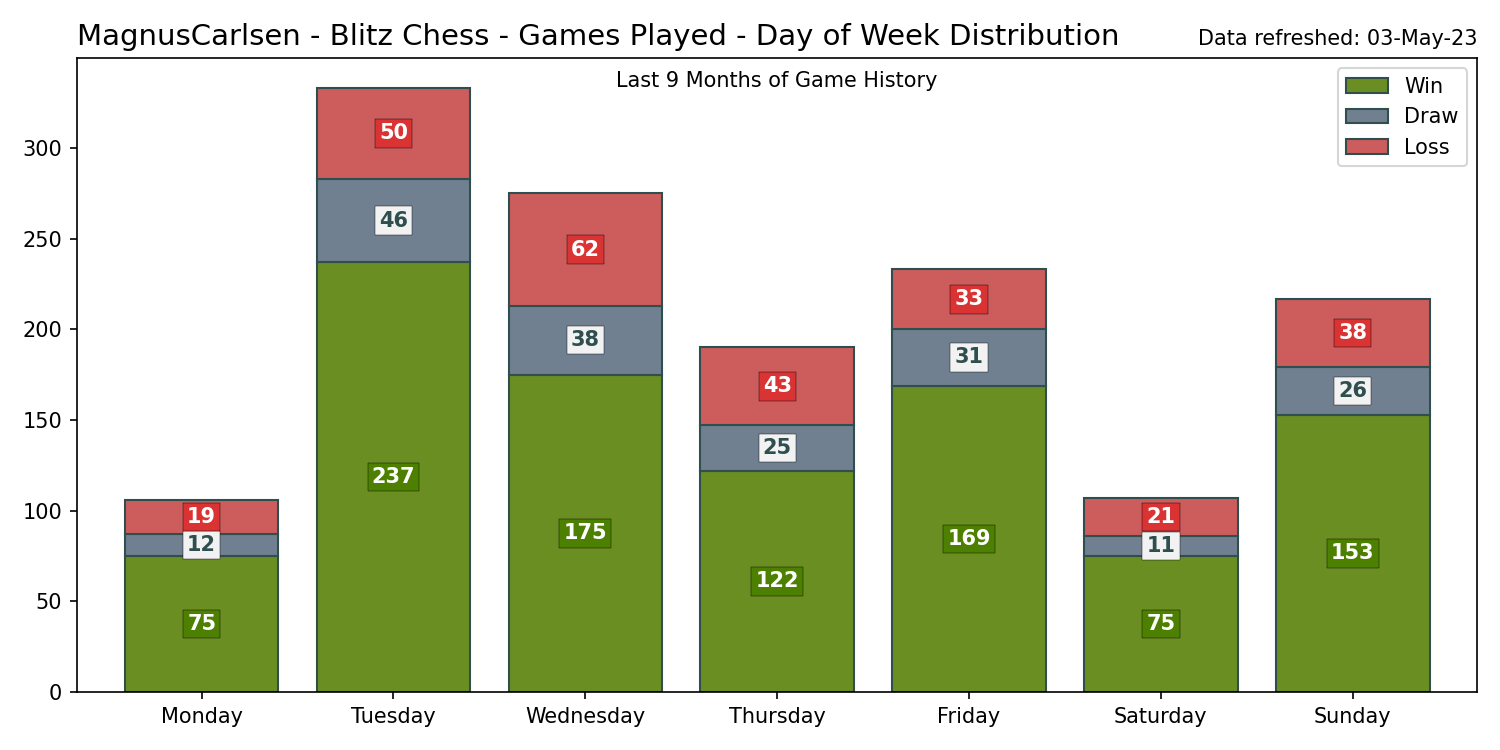 MagnusCarlsen - Blitz Chess - Games Played - Day of Week Distribution
Data refreshed: 03-May-23
Last 9 Months of Game History
Win
Draw
Loss
300
250
200
150
100
50
0
19
12
75
50
46
237
62
38
175
43
25
122
33
31
169
21
11
75
38
26
153
Monday
Tuesday
Wednesday
Thursday
Friday
Saturday
Sunday